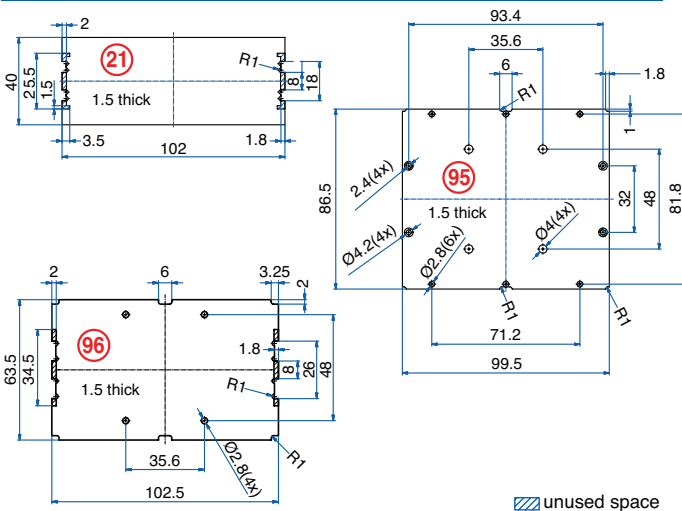 2
21
R1
40
25.5
1.5
1.5 thick
8
18
3.5
1.8
102
93.4
35.6
6
R1
1.8
1
86.5
2.4(4x)
95
1.5 thick
32
48
81.8
Ø4.2(4x)
Ø2.8(6x)
Ø4(4x)
R1
R1
71.2
99.5
2
6
3.25
2
96
63.5
34.5
1.5 thick
1.8
8
26
48
R1
35.6
Ø2.8(4x)
R1
102.5
unused space